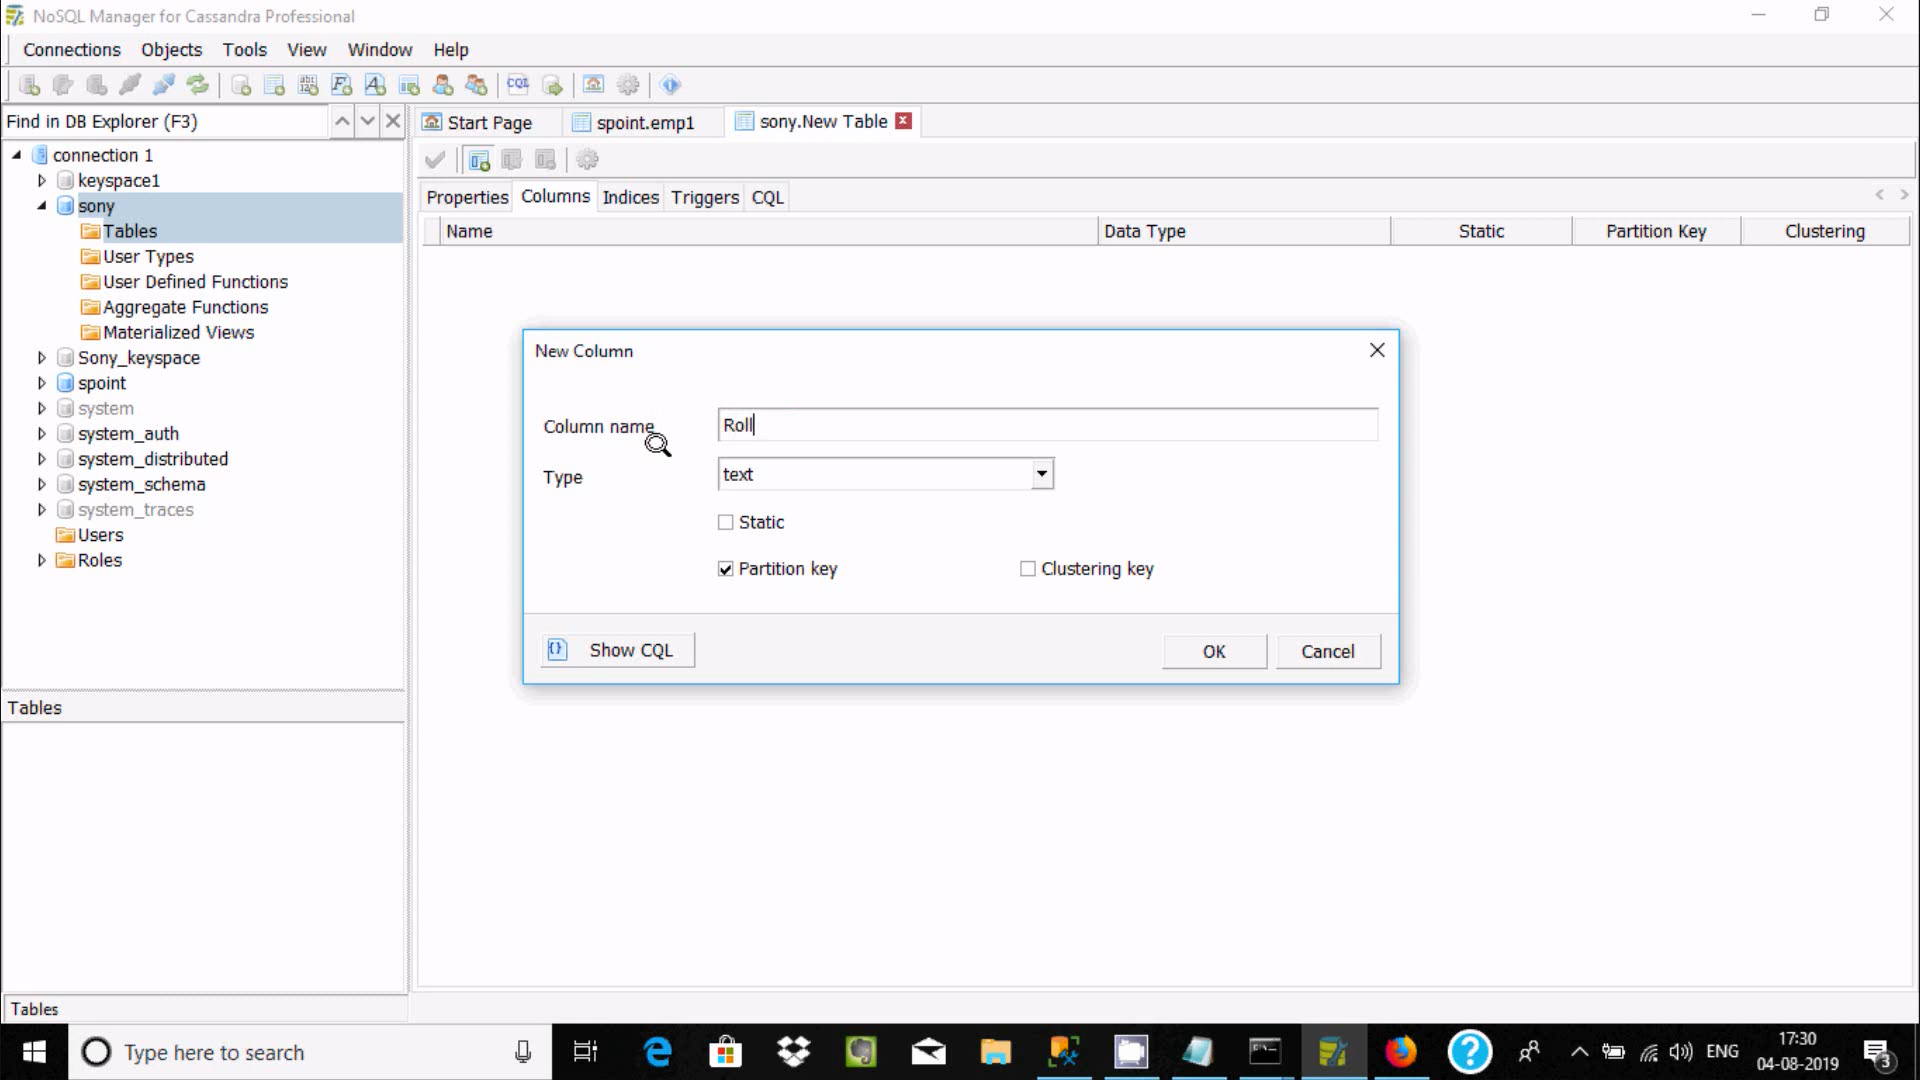 NoSQL Manager for Cassandra Professional
Connections Objects Tools View Window Help
CQL
Find in DB Explorer (F3)
Start Page spoint.emp1 sony.New Table
connection 1
keyspace1
sony
Tables
User Types
User Defined Functions
Aggregate Functions
Materialized Views
Sony_keyspace
spoint
system
system_auth
system_distributed
system_schema
system_traces
Users
Roles
Properties Columns Indices Triggers CQL
Name Data Type Static Partition Key Clustering
New Column
Column name Roll
Type text
Static
Partition key Clustering key
Show CQL OK Cancel
Tables
Tables
Type here to search
ENG
17:30
04-08-2019
3